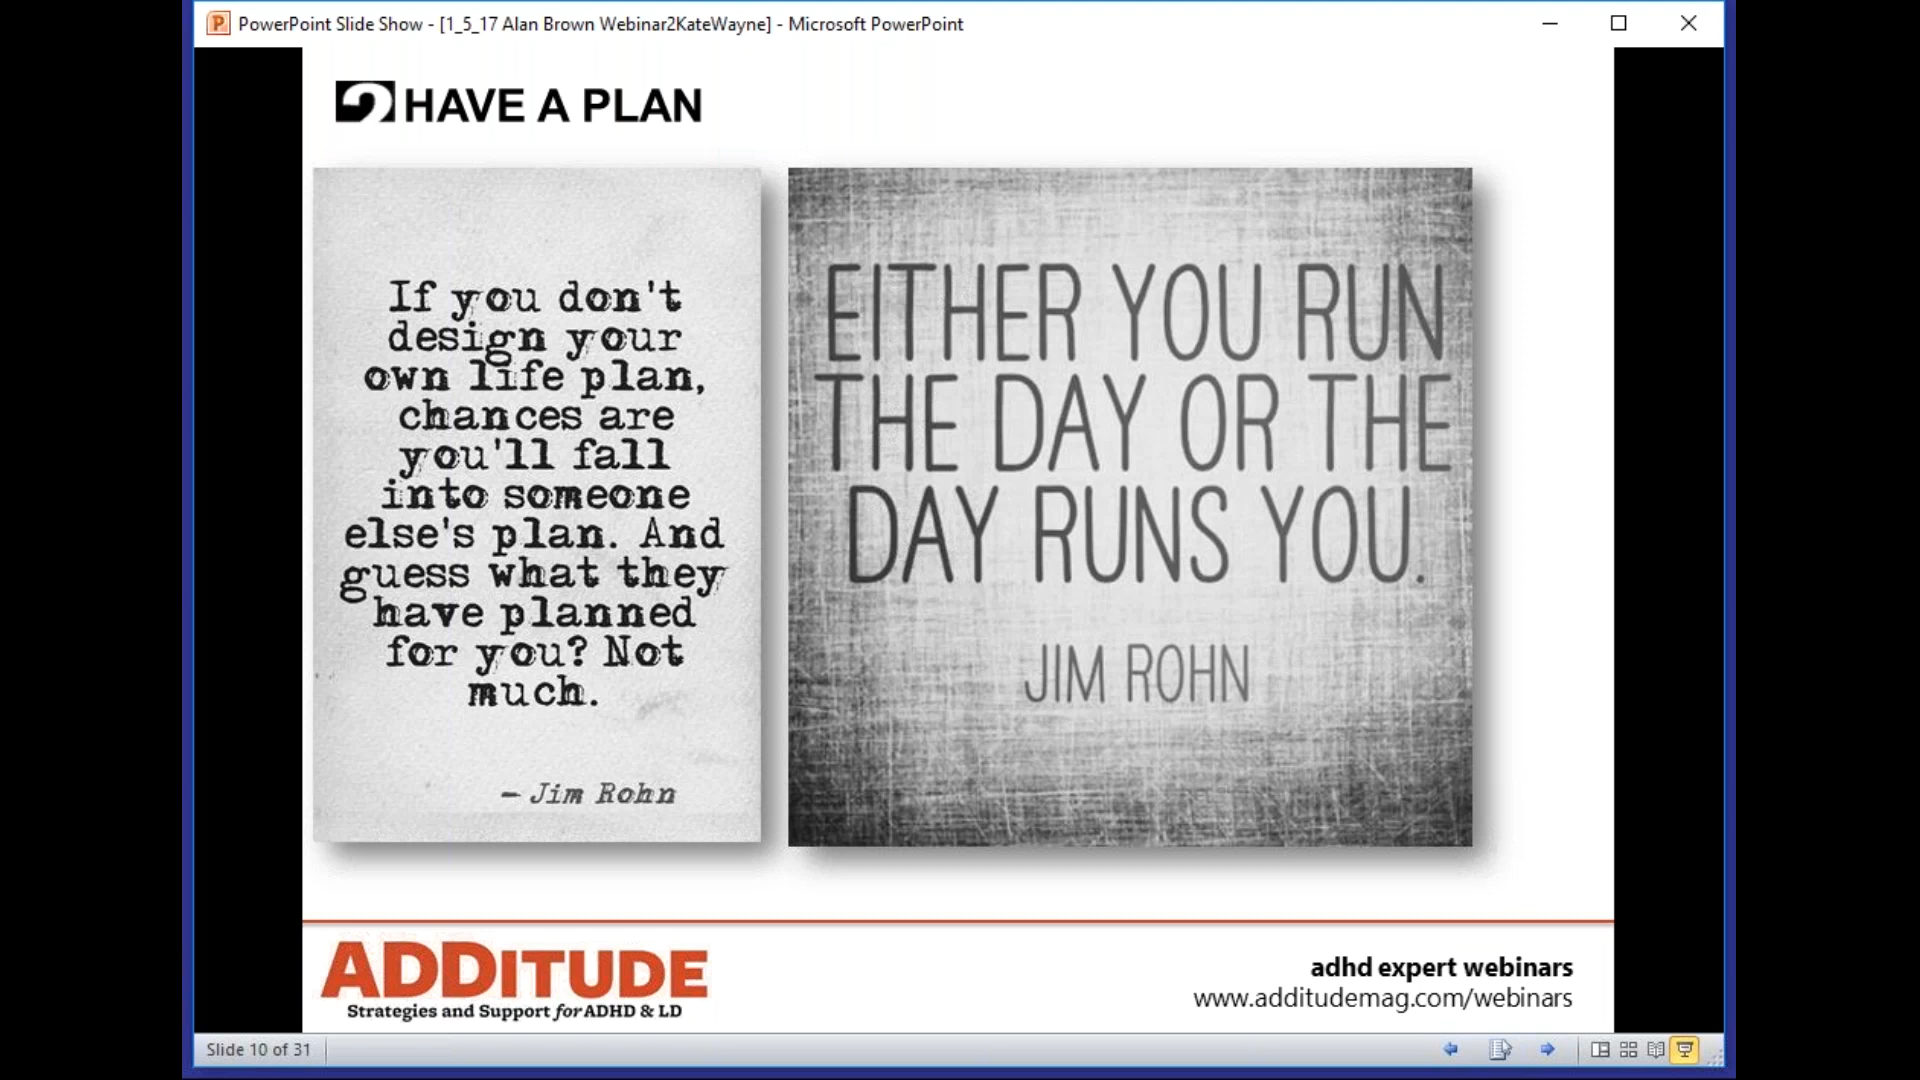 PowerPoint Slide Show - [1_5_17 Alan Brown Webinar2KateWayne] - Microsoft PowerPoint
2 HAVE A PLAN
If you don't
design your
own life plan,
chances are
you'll fall
into someone
else's plan. And
guess what they
have planned
for you? Not
much.
– Jim Rohn
EITHER YOU RUN
THE DAY OR THE
DAY RUNS YOU.
JIM ROHN
ADDITUDE
Strategies and Support for ADHD & LD
adhd expert webinars
www.additudemag.com/webinars
Slide 10 of 31